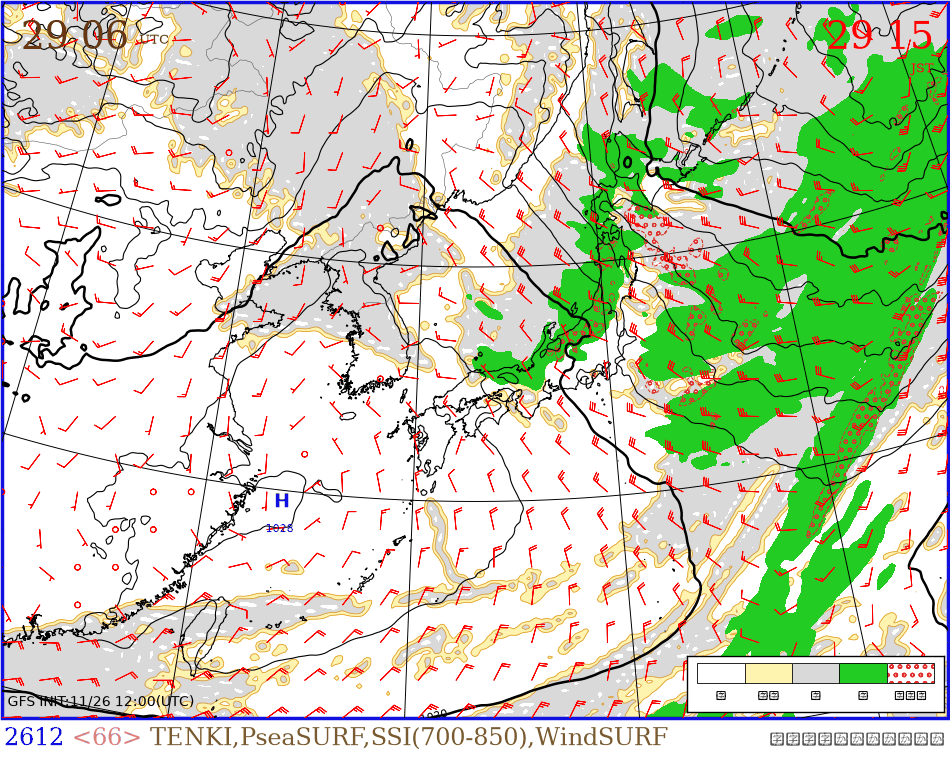 29 06 UTC
29 15
JST
H
1028
1020
GFS INIT:11/26 12:00(UTC)
2612 <66> TENKI,PseaSURF,SSI(700-850),WindSURF